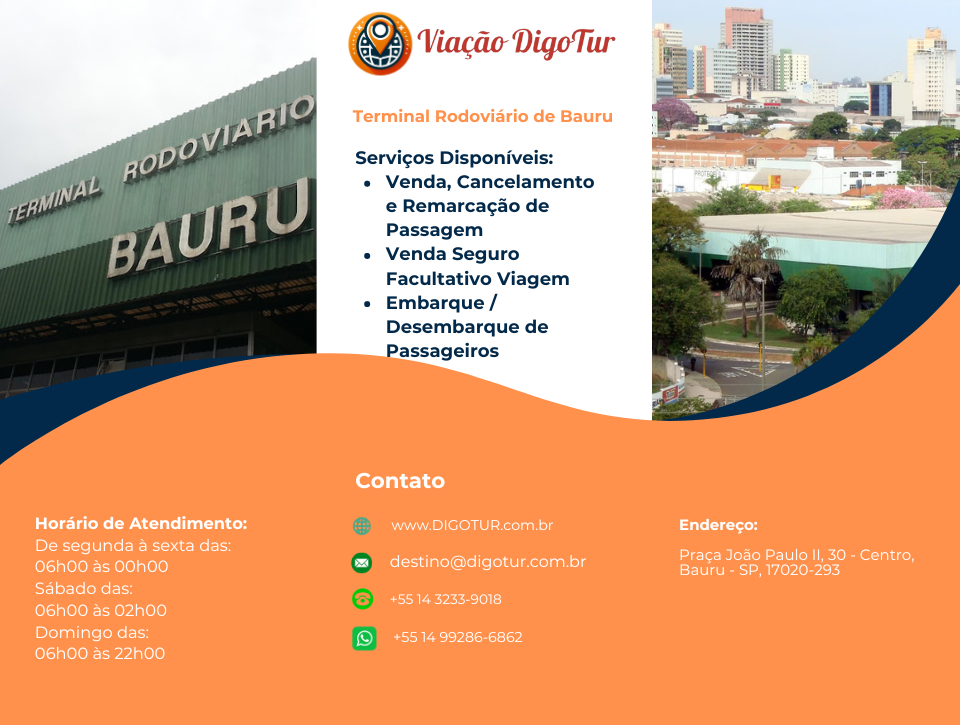 TERMINAL RODOVIARIO
BAURU
Viação DigoTur
Terminal Rodoviário de Bauru
Serviços Disponíveis:
• Venda, Cancelamento
e Remarcação de
Passagem
• Venda Seguro
Facultativo Viagem
• Embarque /
Desembarque de
Passageiros
Horário de Atendimento:
De segunda à sexta das:
06h00 às 00h00
Sábado das:
06h00 às 02h00
Domingo das:
06h00 às 22h00
Contato
www.DIGOTUR.com.br
destino@digotur.com.br
+55 14 3233-9018
+55 14 99286-6862
Endereço:
Praça João Paulo II, 30 - Centro,
Bauru - SP, 17020-293